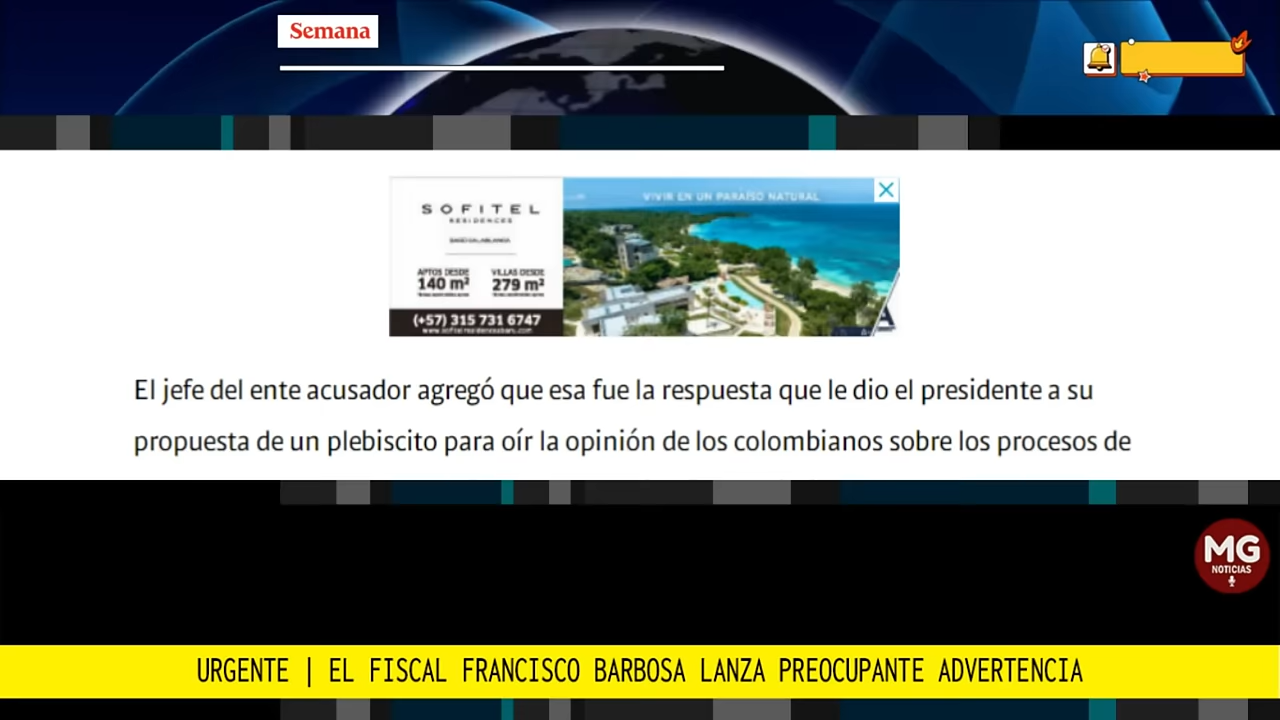 Semana
SOFITEL
RESIDENCES
VIVIR EN UN PARAÍSO NATURAL
APTOS DESDE
140 m²
VILLAS DESDE
279 m²
(+57) 315 731 6747
El jefe del ente acusador agregó que esa fue la respuesta que le dio el presidente a su
propuesta de un plebiscito para oír la opinión de los colombianos sobre los procesos de
MG
NOTICIAS
URGENTE | EL FISCAL FRANCISCO BARBOSA LANZA PREOCUPANTE ADVERTENCIA